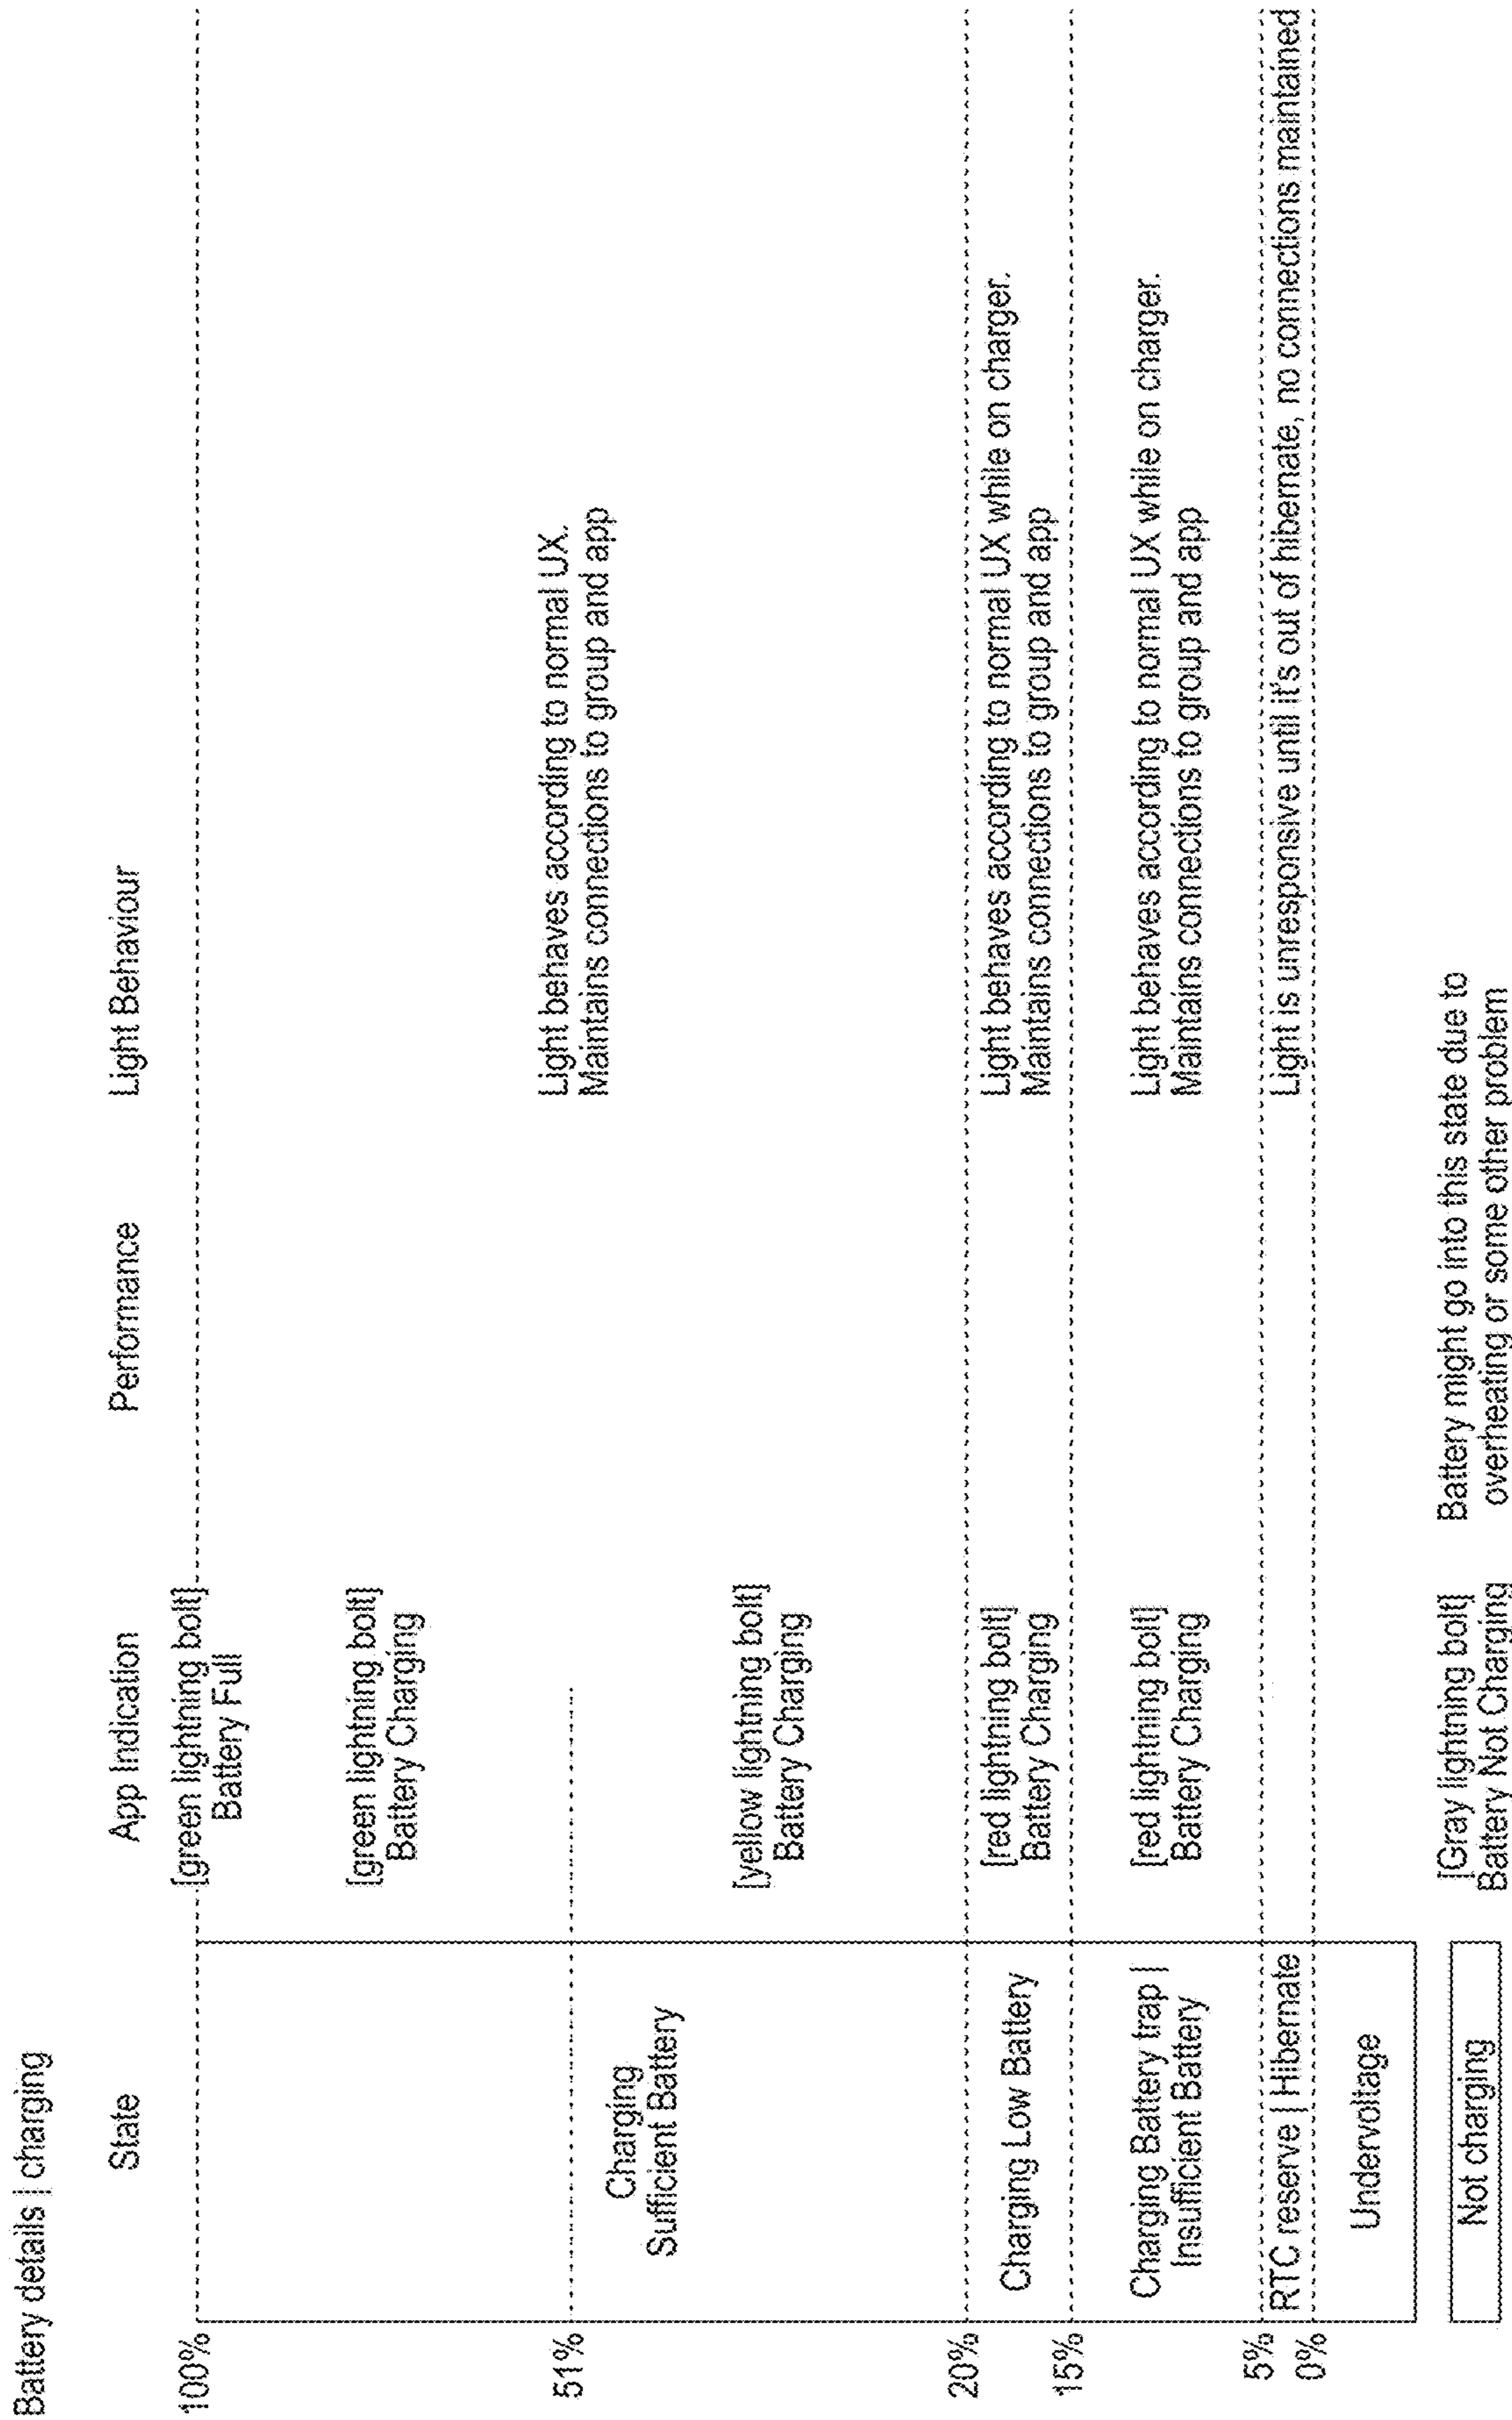 Battery details | charging
State
App Indication
Performance
Light Behaviour
100%
[green lightning bolt]
Battery Full
[green lightning bolt]
Battery Charging
51%
Charging
Sufficient Battery
Light behaves according to normal UX.
Maintains connections to group and app
[yellow lightning bolt]
Battery Charging
20%
Charging Low Battery
[red lightning bolt]
Battery Charging
Light behaves according to normal UX while on charger.
Maintains connections to group and app
15%
Charging Battery trap |
Insufficient Battery
[red lightning bolt]
Battery Charging
Light behaves according to normal UX while on charger.
Maintains connections to group and app
5%
RTC reserve | Hibernate
Light is unresponsive until it's out of hibernate, no connections maintained
0%
Undervoltage
Not charging
[Gray lightning bolt]
Battery Not Charging
Battery might go into this state due to
overheating or some other problem